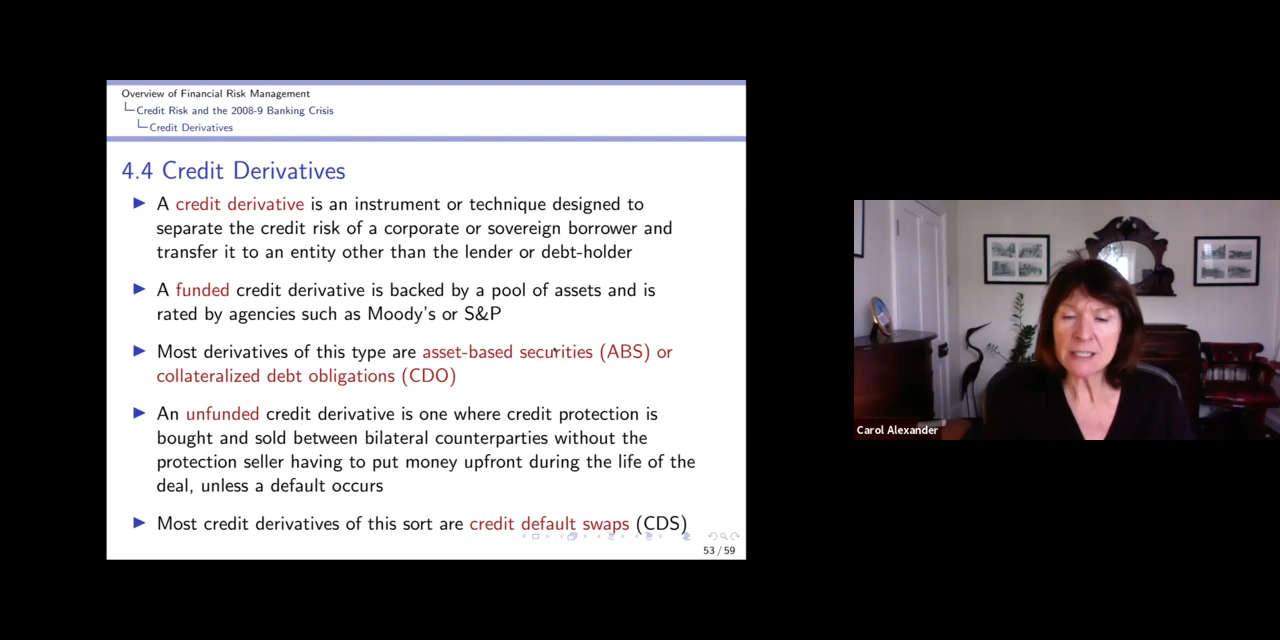 Overview of Financial Risk Management
Credit Risk and the 2008-9 Banking Crisis
Credit Derivatives
4.4 Credit Derivatives
A credit derivative is an instrument or technique designed to
separate the credit risk of a corporate or sovereign borrower and
transfer it to an entity other than the lender or debt-holder
A funded credit derivative is backed by a pool of assets and is
rated by agencies such as Moody's or S&P
Most derivatives of this type are asset-based securities (ABS) or
collateralized debt obligations (CDO)
An unfunded credit derivative is one where credit protection is
bought and sold between bilateral counterparties without the
protection seller having to put money upfront during the life of the
deal, unless a default occurs
Most credit derivatives of this sort are credit default swaps (CDS)
53 / 59
Carol Alexander